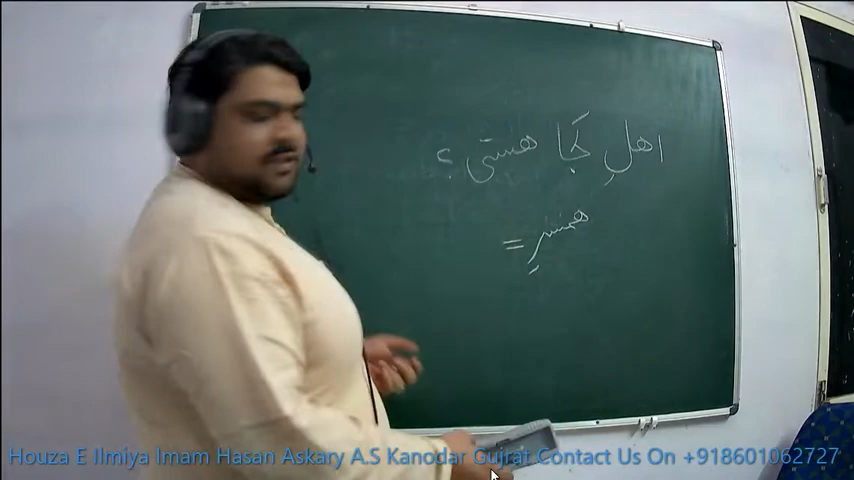 اهلِ کجا هستی؟
همسرِ =
Houza E Ilmiya Imam Hasan Askary A.S Kanodar Gujrat Contact Us On +918601062727